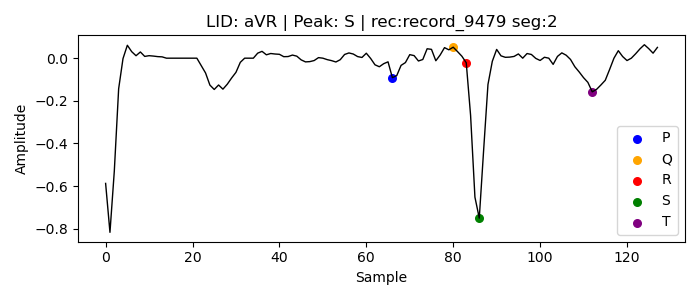 LID: aVR | Peak: S | rec:record_9479 seg:2
Amplitude
0.0
−0.2
−0.4
−0.6
−0.8
P
Q
R
S
T
0 20 40 60 80 100 120
Sample